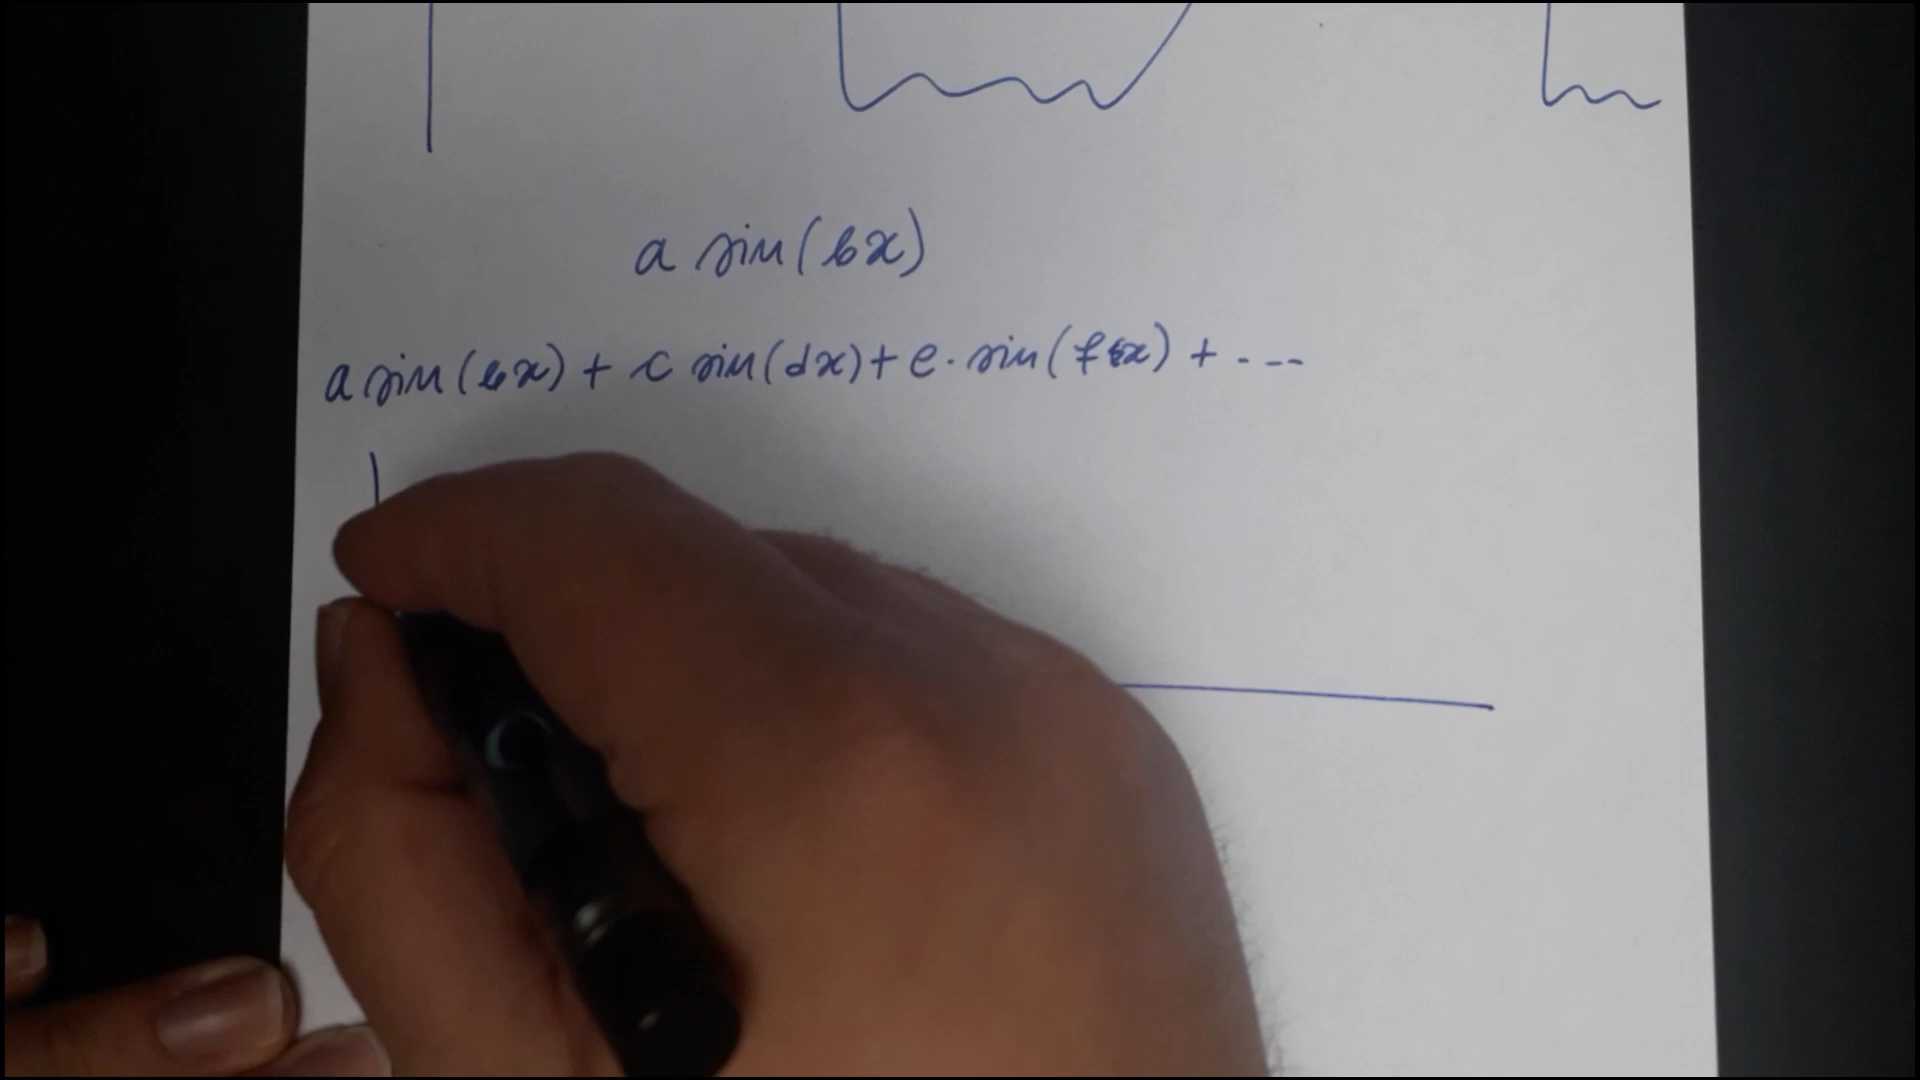 a sin(bx)
a sin(bx) + c sin(dx) + e · sin(fx) + ...